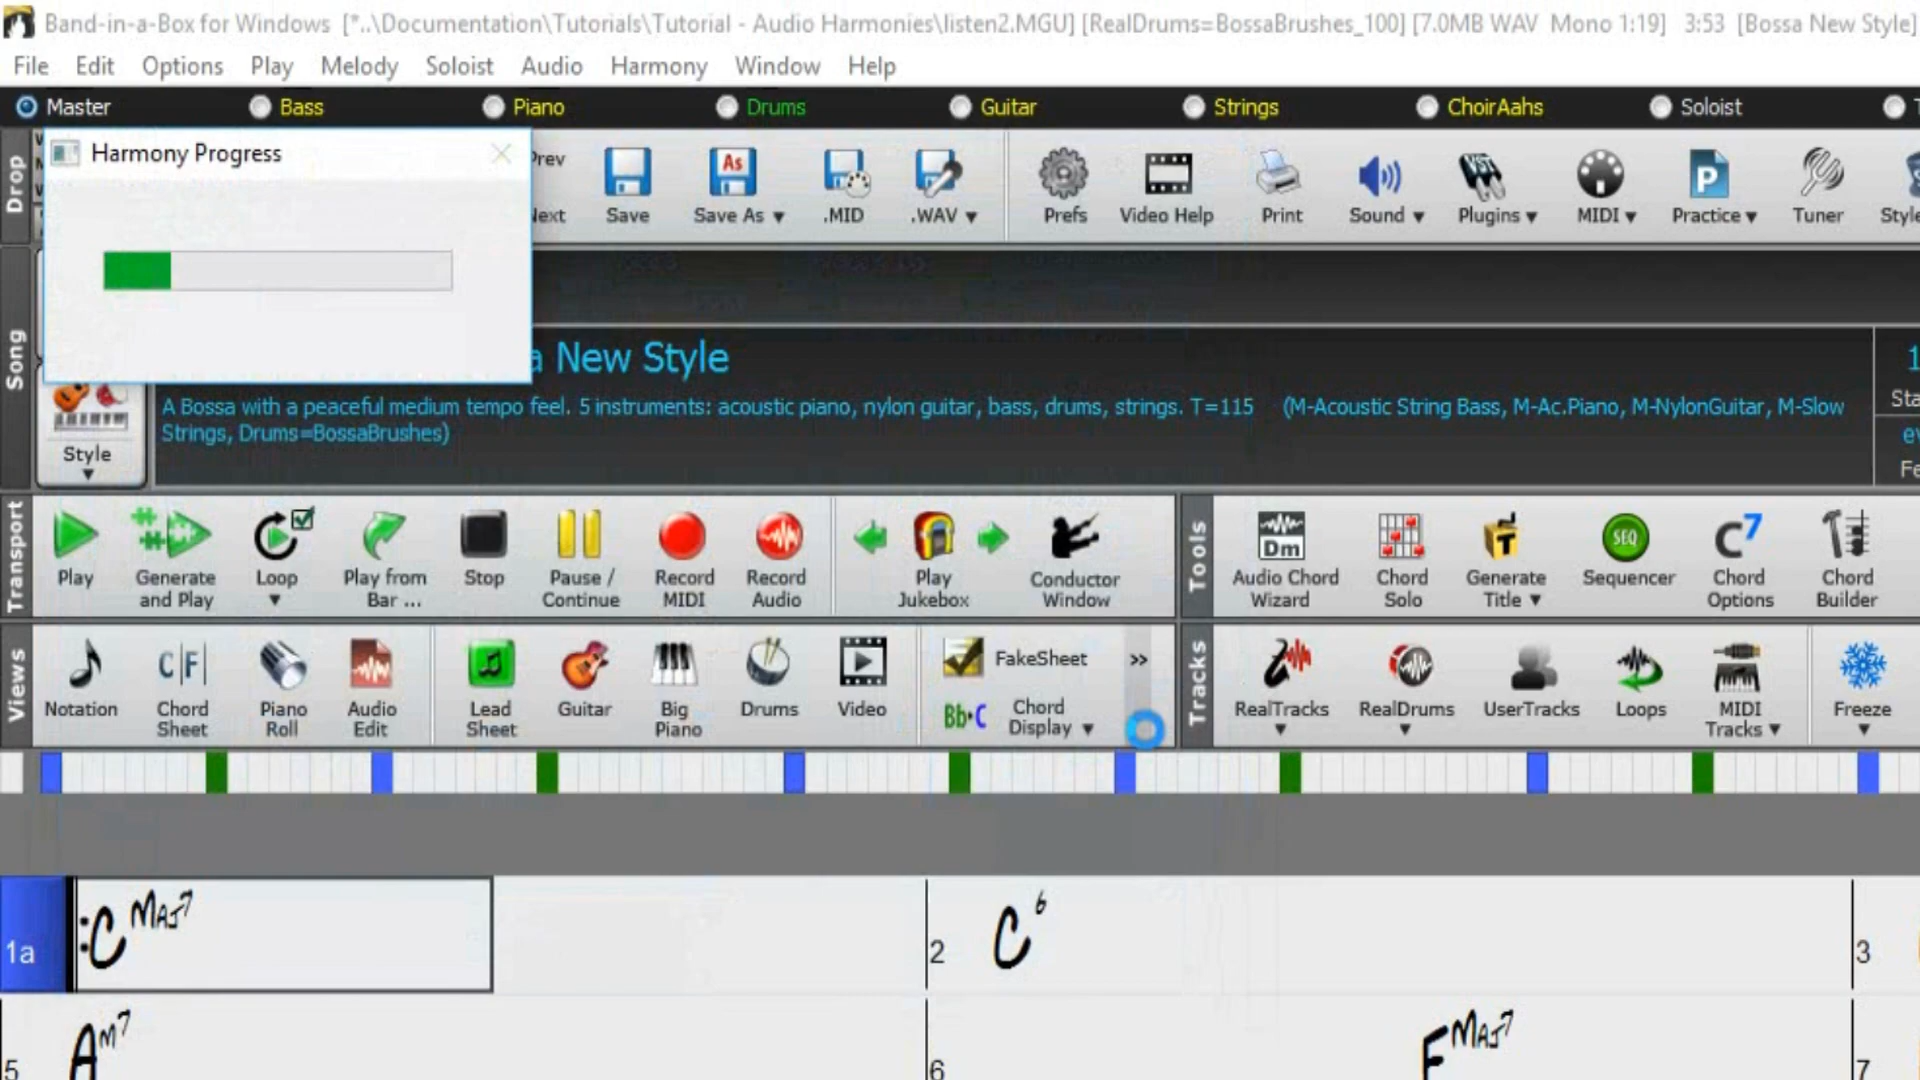 Band-in-a-Box for Windows [*..\Documentation\Tutorials\Tutorial - Audio Harmonies\listen2.MGU] [RealDrums=BossaBrushes_100] [7.0MB WAV Mono 1:19] 3:53 [Bossa New Style]
File Edit Options Play Melody Soloist Audio Harmony Window Help
Master Bass Piano Drums Guitar Strings ChoirAahs Soloist
Harmony Progress
Drop
Prev
Next
As
P
Save Save As .MID .WAV Prefs Video Help Print Sound Plugins MIDI Practice Tuner
Song
a New Style
A Bossa with a peaceful medium tempo feel. 5 instruments: acoustic piano, nylon guitar, bass, drums, strings. T=115 (M-Acoustic String Bass, M-Ac.Piano, M-NylonGuitar, M-Slow
Strings, Drums=BossaBrushes)
Style
Transport
Play
Generate
and Play
Loop
Play from
Bar ...
Stop
Pause /
Continue
Record
MIDI
Record
Audio
Play
Jukebox
Conductor
Window
Tools
Dm
Audio Chord
Wizard
Chord
Solo
T
Generate
Title
SEQ
Sequencer
C7
Chord
Options
Chord
Builder
Views
Notation
C|F|
Chord
Sheet
Piano
Roll
Audio
Edit
Lead
Sheet
Guitar
Big
Piano
Drums
Video
FakeSheet »
Bb•C
Chord
Display
Tracks
RealTracks
RealDrums
UserTracks
Loops
MIDI
Tracks
Freeze
1a :C MAJ7 2 C6 3
5 Am7 6 FMAJ7 7